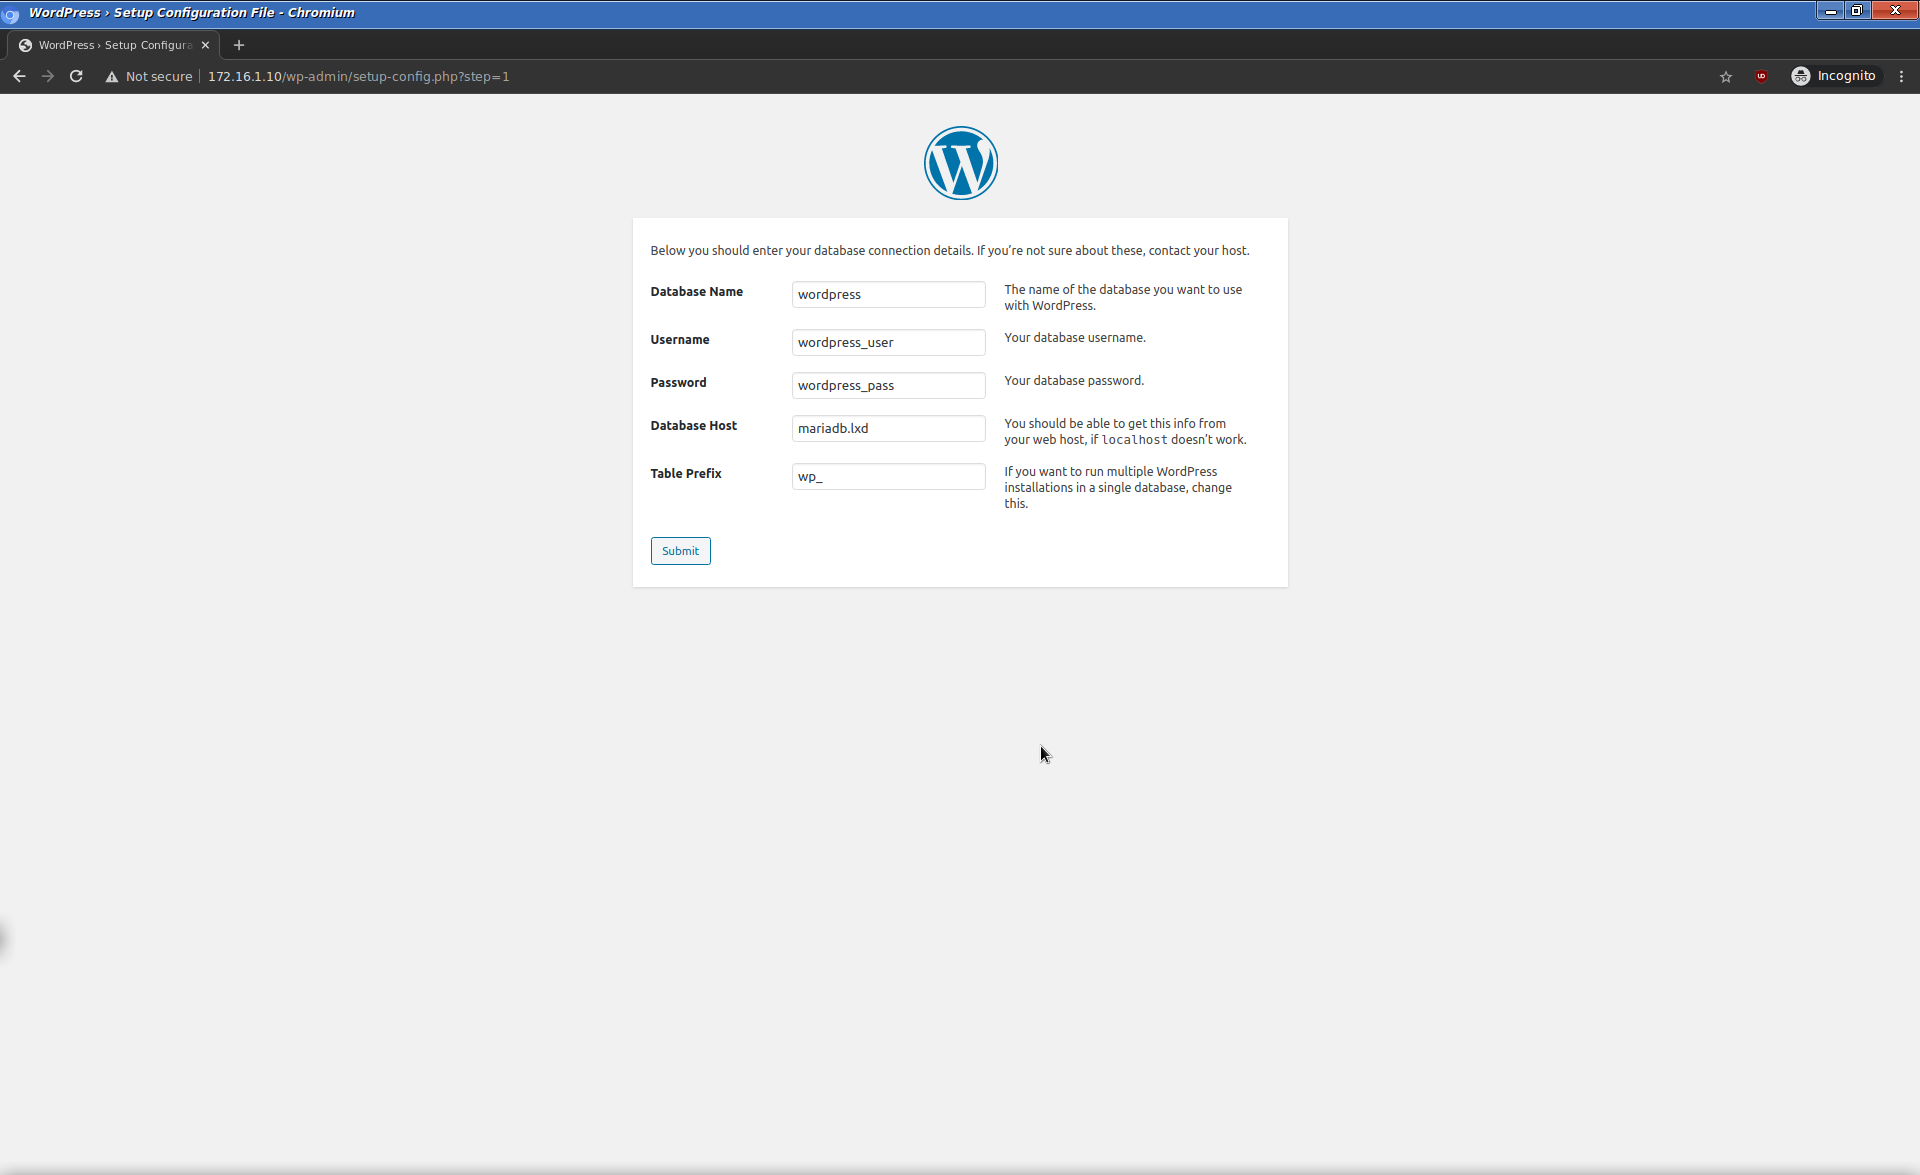 WordPress › Setup Configuration File - Chromium
WordPress › Setup Configura
Not secure
172.16.1.10/wp-admin/setup-config.php?step=1
Incognito
Below you should enter your database connection details. If you’re not sure about these, contact your host.
Database Name
wordpress
The name of the database you want to use
with WordPress.
Username
wordpress_user
Your database username.
Password
wordpress_pass
Your database password.
Database Host
mariadb.lxd
You should be able to get this info from
your web host, if localhost doesn’t work.
Table Prefix
wp_
If you want to run multiple WordPress
installations in a single database, change
this.
Submit